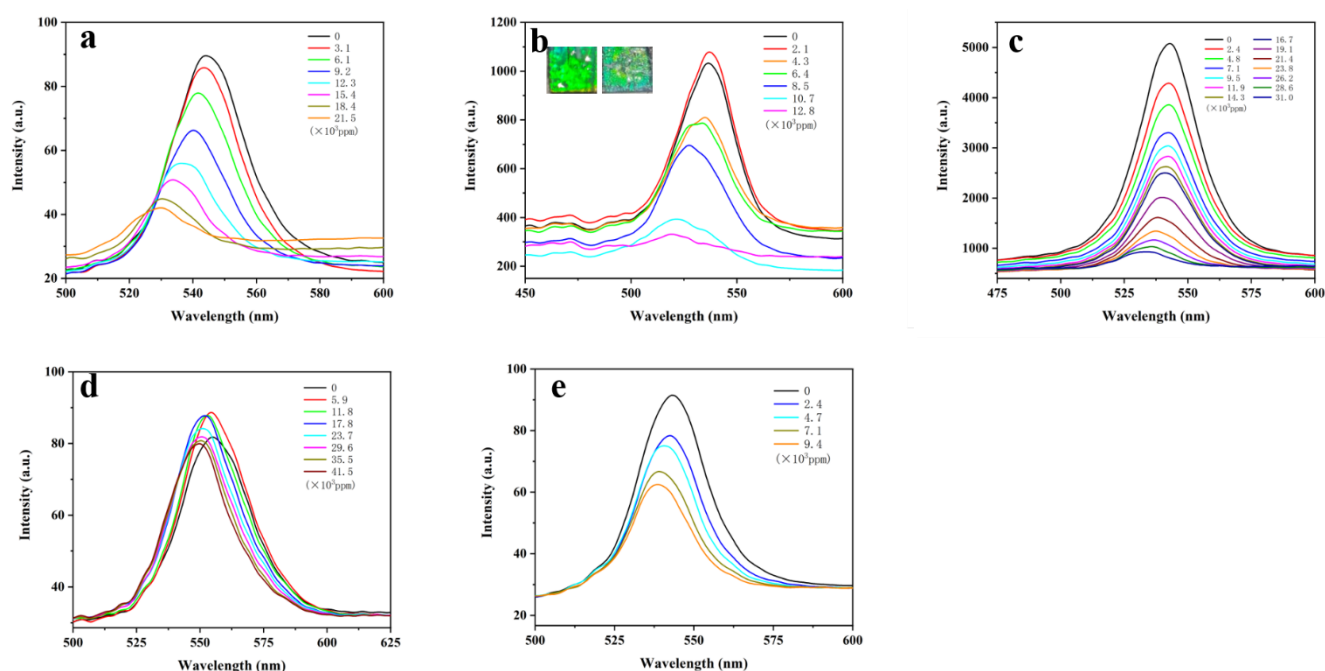 a
100
80
60
40
20
Intensity (a.u.)
500 520 540 560 580 600
Wavelength (nm)
0
3.1
6.1
9.2
12.3
15.4
18.4
21.5
(×10³ppm)
b
1200
1000
800
600
400
200
Intensity (a.u.)
450 500 550 600
Wavelength (nm)
0
2.1
4.3
6.4
8.5
10.7
12.8
(×10³ppm)
c
5000
4000
3000
2000
1000
Intensity (a.u.)
475 500 525 550 575 600
Wavelength (nm)
0 16.7
2.4 19.1
4.8 21.4
7.1 23.8
9.5 26.2
11.9 28.6
14.3 31.0
(×10³ppm)
d
100
80
60
40
Intensity (a.u.)
500 525 550 575 600 625
Wavelength (nm)
0
5.9
11.8
17.8
23.7
29.6
35.5
41.5
(×10³ppm)
e
100
80
60
40
20
Intensity (a.u.)
500 520 540 560 580 600
Wavelength (nm)
0
2.4
4.7
7.1
9.4
(×10³ppm)